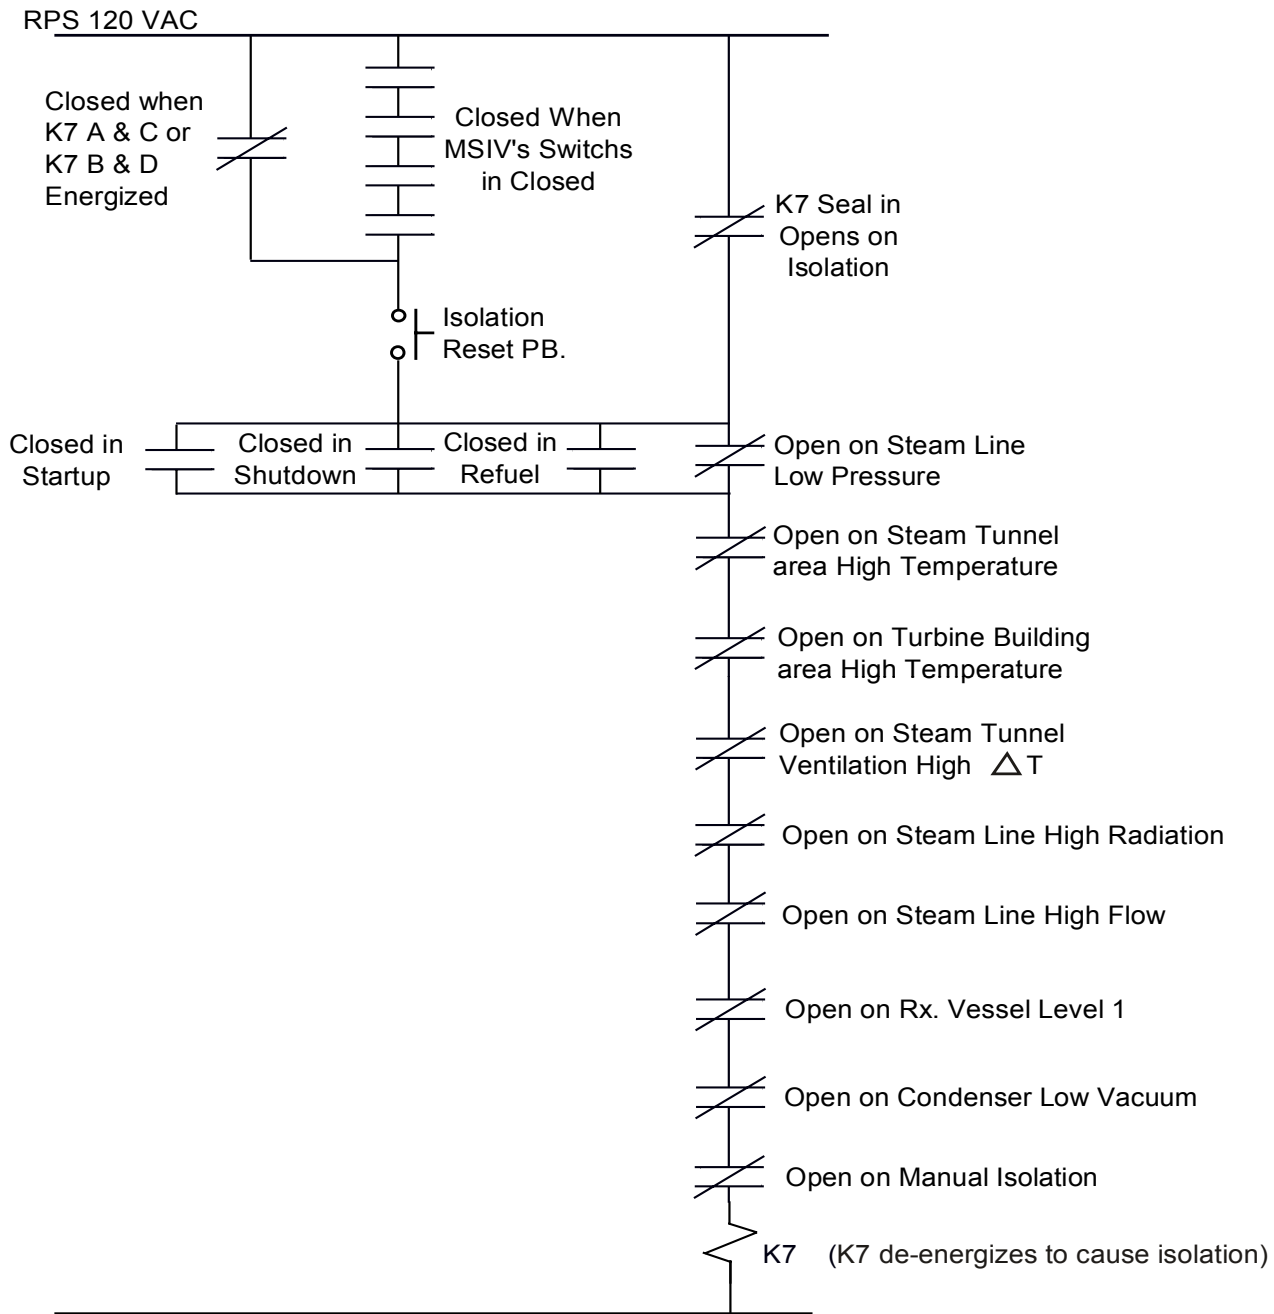 RPS 120 VAC
Closed when
K7 A & C or
K7 B & D
Energized
Closed When
MSIV's Switchs
in Closed
K7 Seal in
Opens on
Isolation
Isolation
Reset PB.
Closed in
Startup
Closed in
Shutdown
Closed in
Refuel
Open on Steam Line
Low Pressure
Open on Steam Tunnel
area High Temperature
Open on Turbine Building
area High Temperature
Open on Steam Tunnel
Ventilation High △ T
Open on Steam Line High Radiation
Open on Steam Line High Flow
Open on Rx. Vessel Level 1
Open on Condenser Low Vacuum
Open on Manual Isolation
K7 (K7 de-energizes to cause isolation)